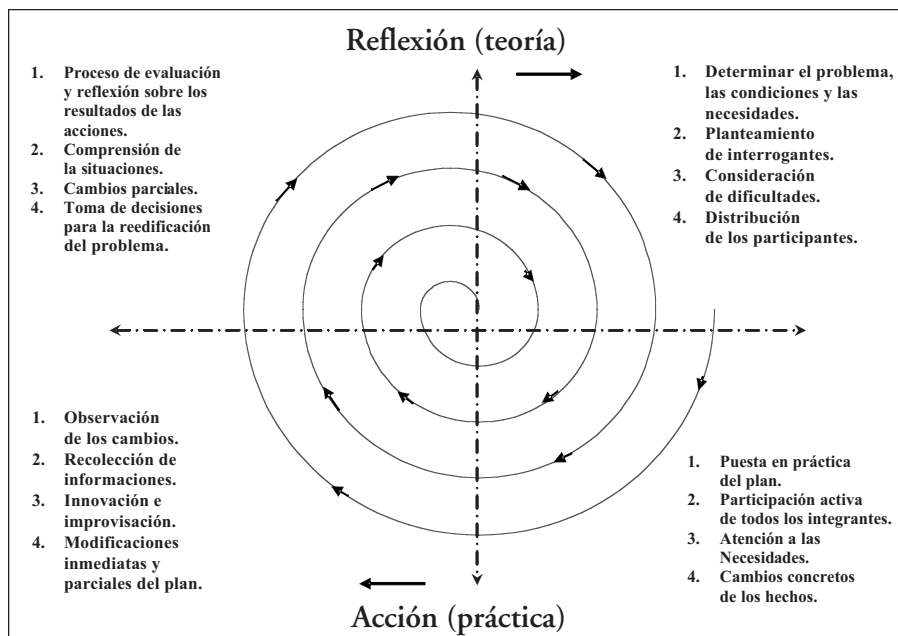 Reflexión (teoría)
1. Proceso de evaluación
y reflexión sobre los
resultados de las
acciones.
2. Comprensión de
la situaciones.
3. Cambios parciales.
4. Toma de decisiones
para la reedificación
del problema.
1. Determinar el problema,
las condiciones y las
necesidades.
2. Planteamiento
de interrogantes.
3. Consideración
de dificultades.
4. Distribución
de los participantes.
1. Observación
de los cambios.
2. Recolección de
informaciones.
3. Innovación e
improvisación.
4. Modificaciones
inmediatas y
parciales del plan.
1. Puesta en práctica
del plan.
2. Participación activa
de todos los integrantes.
3. Atención a las
Necesidades.
4. Cambios concretos
de los hechos.
Acción (práctica)